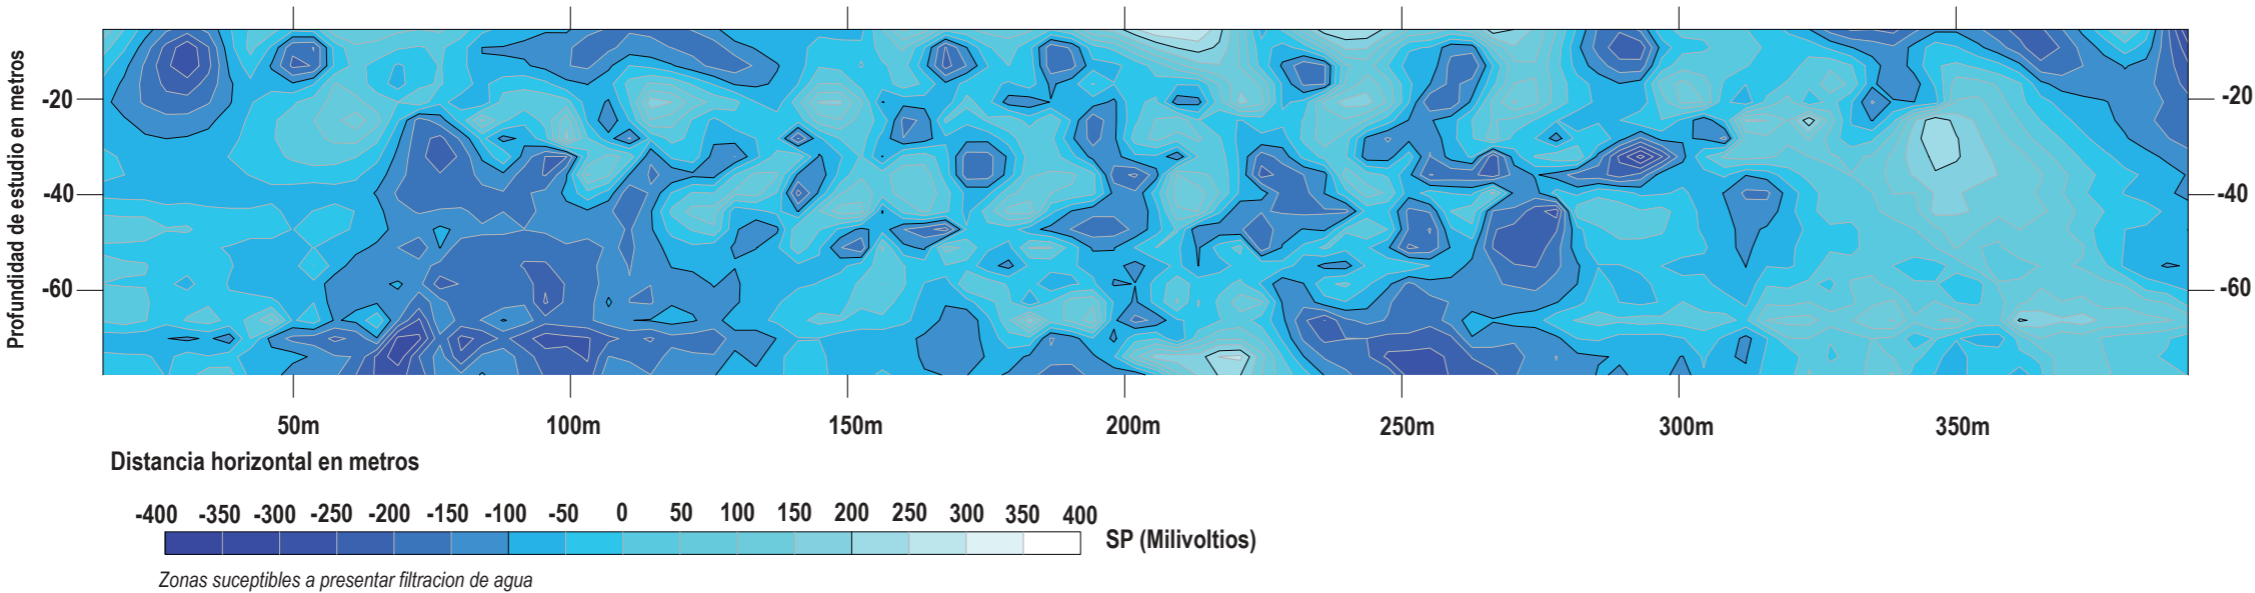 Profundidad de estudio en metros
-20 -20
-40 -40
-60 -60
50m 100m 150m 200m 250m 300m 350m
Distancia horizontal en metros
-400 -350 -300 -250 -200 -150 -100 -50 0 50 100 150 200 250 300 350 400
SP (Milivoltios)
Zonas suceptibles a presentar filtracion de agua